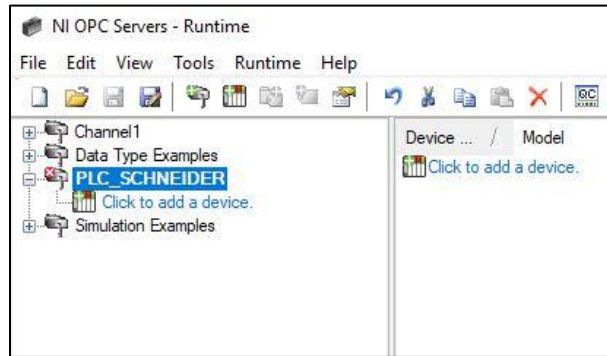 NI OPC Servers - Runtime
File Edit View Tools Runtime Help
QC
Channel1
Data Type Examples
PLC_SCHNEIDER
Click to add a device.
Simulation Examples
Device ... / Model
Click to add a device.